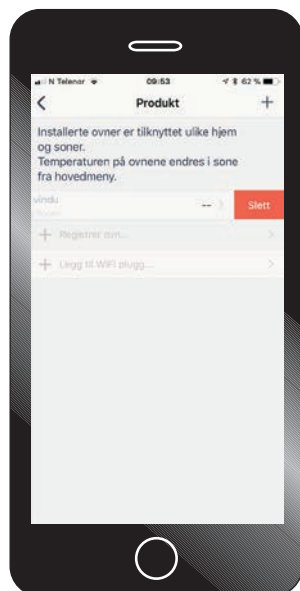 N Telenor 09:53 62 %
Produkt
Installerte ovner er tilknyttet ulike hjem
og soner.
Temperaturen på ovnene endres i sone
fra hovedmeny.
vindu -- Slett
+ Registrer
+ Legg til WiFi plugg...